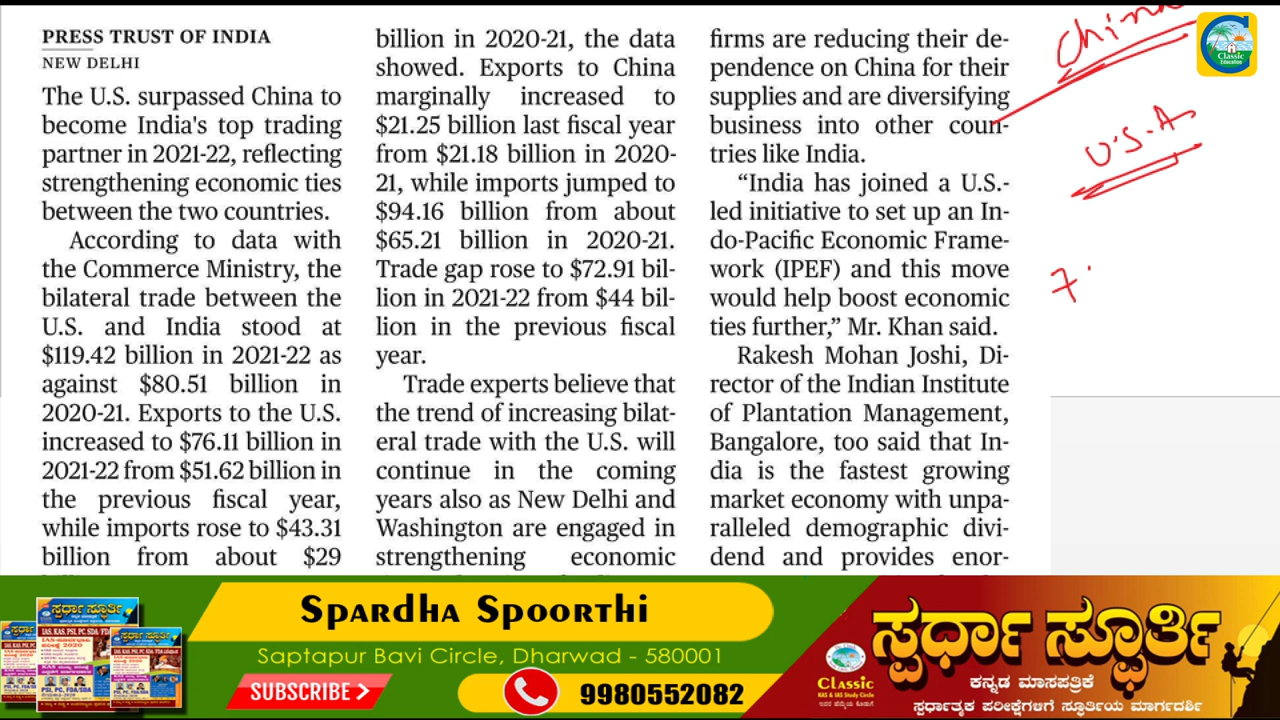 PRESS TRUST OF INDIA
NEW DELHI
The U.S. surpassed China to
become India's top trading
partner in 2021-22, reflecting
strengthening economic ties
between the two countries.
According to data with
the Commerce Ministry, the
bilateral trade between the
U.S. and India stood at
$119.42 billion in 2021-22 as
against $80.51 billion in
2020-21. Exports to the U.S.
increased to $76.11 billion in
2021-22 from $51.62 billion in
the previous fiscal year,
while imports rose to $43.31
billion from about $29
billion in 2020-21, the data
showed. Exports to China
marginally increased to
$21.25 billion last fiscal year
from $21.18 billion in 2020-
21, while imports jumped to
$94.16 billion from about
$65.21 billion in 2020-21.
Trade gap rose to $72.91 bil-
lion in 2021-22 from $44 bil-
lion in the previous fiscal
year.
Trade experts believe that
the trend of increasing bilat-
eral trade with the U.S. will
continue in the coming
years also as New Delhi and
Washington are engaged in
strengthening economic
firms are reducing their de-
pendence on China for their
supplies and are diversifying
business into other coun-
tries like India.
“India has joined a U.S.-
led initiative to set up an In-
do-Pacific Economic Frame-
work (IPEF) and this move
would help boost economic
ties further,” Mr. Khan said.
Rakesh Mohan Joshi, Di-
rector of the Indian Institute
of Plantation Management,
Bangalore, too said that In-
dia is the fastest growing
market economy with unpa-
ralleled demographic divi-
dend and provides enor-
China
U.S.A
7.
Classic
Education
Spardha Spoorthi
Saptapur Bavi Circle, Dharwad - 580001
SUBSCRIBE
9980552082
ಸ್ಪರ್ಧಾ ಸ್ಫೂರ್ತಿ
Classic
KAS & IAS Study Circle
ಸ್ಪರ್ಧಾ ಸ್ಫೂರ್ತಿ
ಕನ್ನಡ ಮಾಸಪತ್ರಿಕೆ
ಸ್ಪರ್ಧಾತ್ಮಕ ಪರೀಕ್ಷೆಗಳಿಗೆ ಸ್ಫೂರ್ತಿಯ ಮಾರ್ಗದರ್ಶಿ